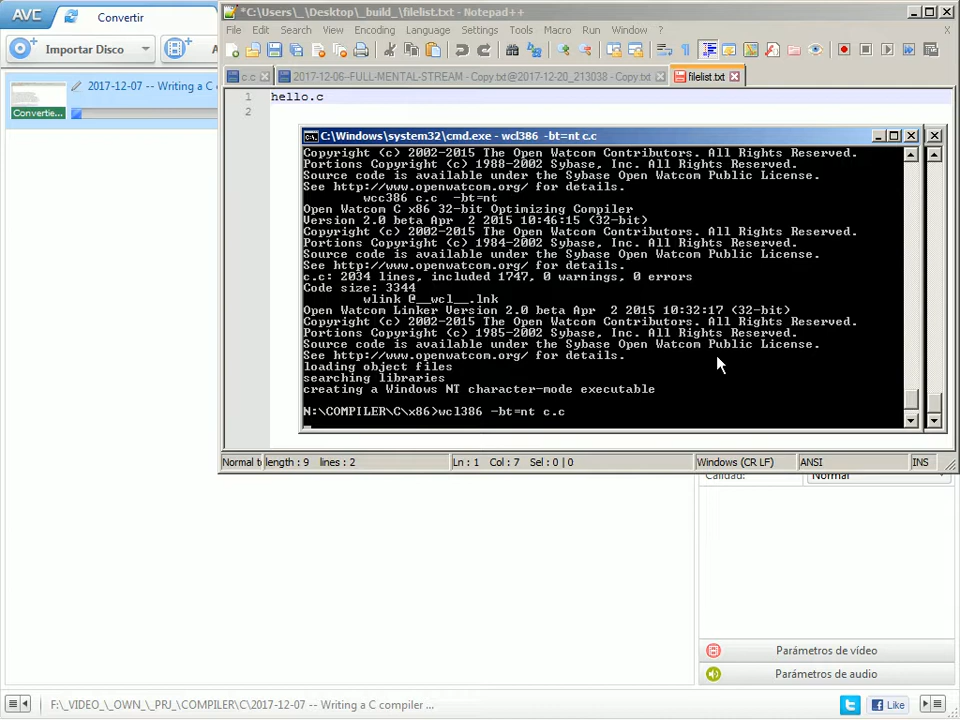 AVC
Convertir
Importar Disco
A
2017-12-07 -- Writing a C
Convertie...
*C:\Users\_\Desktop\_build_\filelist.txt - Notepad++
File Edit Search View Encoding Language Settings Tools Macro Run Window ?
X
c.c
2017-12-06-FULL-MENTAL-STREAM - Copy.txt@2017-12-20_213038 - Copy.txt
filelist.txt
1 hello.c
2
C:\Windows\system32\cmd.exe - wcl386 -bt=nt c.c
Copyright (c) 2002-2015 The Open Watcom Contributors. All Rights Reserved.
Portions Copyright (c) 1988-2002 Sybase, Inc. All Rights Reserved.
Source code is available under the Sybase Open Watcom Public License.
See http://www.openwatcom.org/ for details.
wcc386 c.c -bt=nt
Open Watcom C x86 32-bit Optimizing Compiler
Version 2.0 beta Apr 2 2015 10:46:15 (32-bit)
Copyright (c) 2002-2015 The Open Watcom Contributors. All Rights Reserved.
Portions Copyright (c) 1984-2002 Sybase, Inc. All Rights Reserved.
Source code is available under the Sybase Open Watcom Public License.
See http://www.openwatcom.org/ for details.
c.c: 2034 lines, included 1747, 0 warnings, 0 errors
Code size: 3344
wlink @__wcl__.lnk
Open Watcom Linker Version 2.0 beta Apr 2 2015 10:32:17 (32-bit)
Copyright (c) 2002-2015 The Open Watcom Contributors. All Rights Reserved.
Portions Copyright (c) 1985-2002 Sybase, Inc. All Rights Reserved.
Source code is available under the Sybase Open Watcom Public License.
See http://www.openwatcom.org/ for details.
loading object files
searching libraries
creating a Windows NT character-mode executable
N:\COMPILER\C\x86>wcl386 -bt=nt c.c
Normal t length: 9 lines: 2 Ln: 1 Col: 7 Sel: 0 | 0 Windows (CR LF) ANSI INS
Calidad: Normal
Parámetros de vídeo
Parámetros de audio
F:\_VIDEO_\_OWN_\_PRJ_\COMPILER\C\2017-12-07 -- Writing a C compiler ...
Like